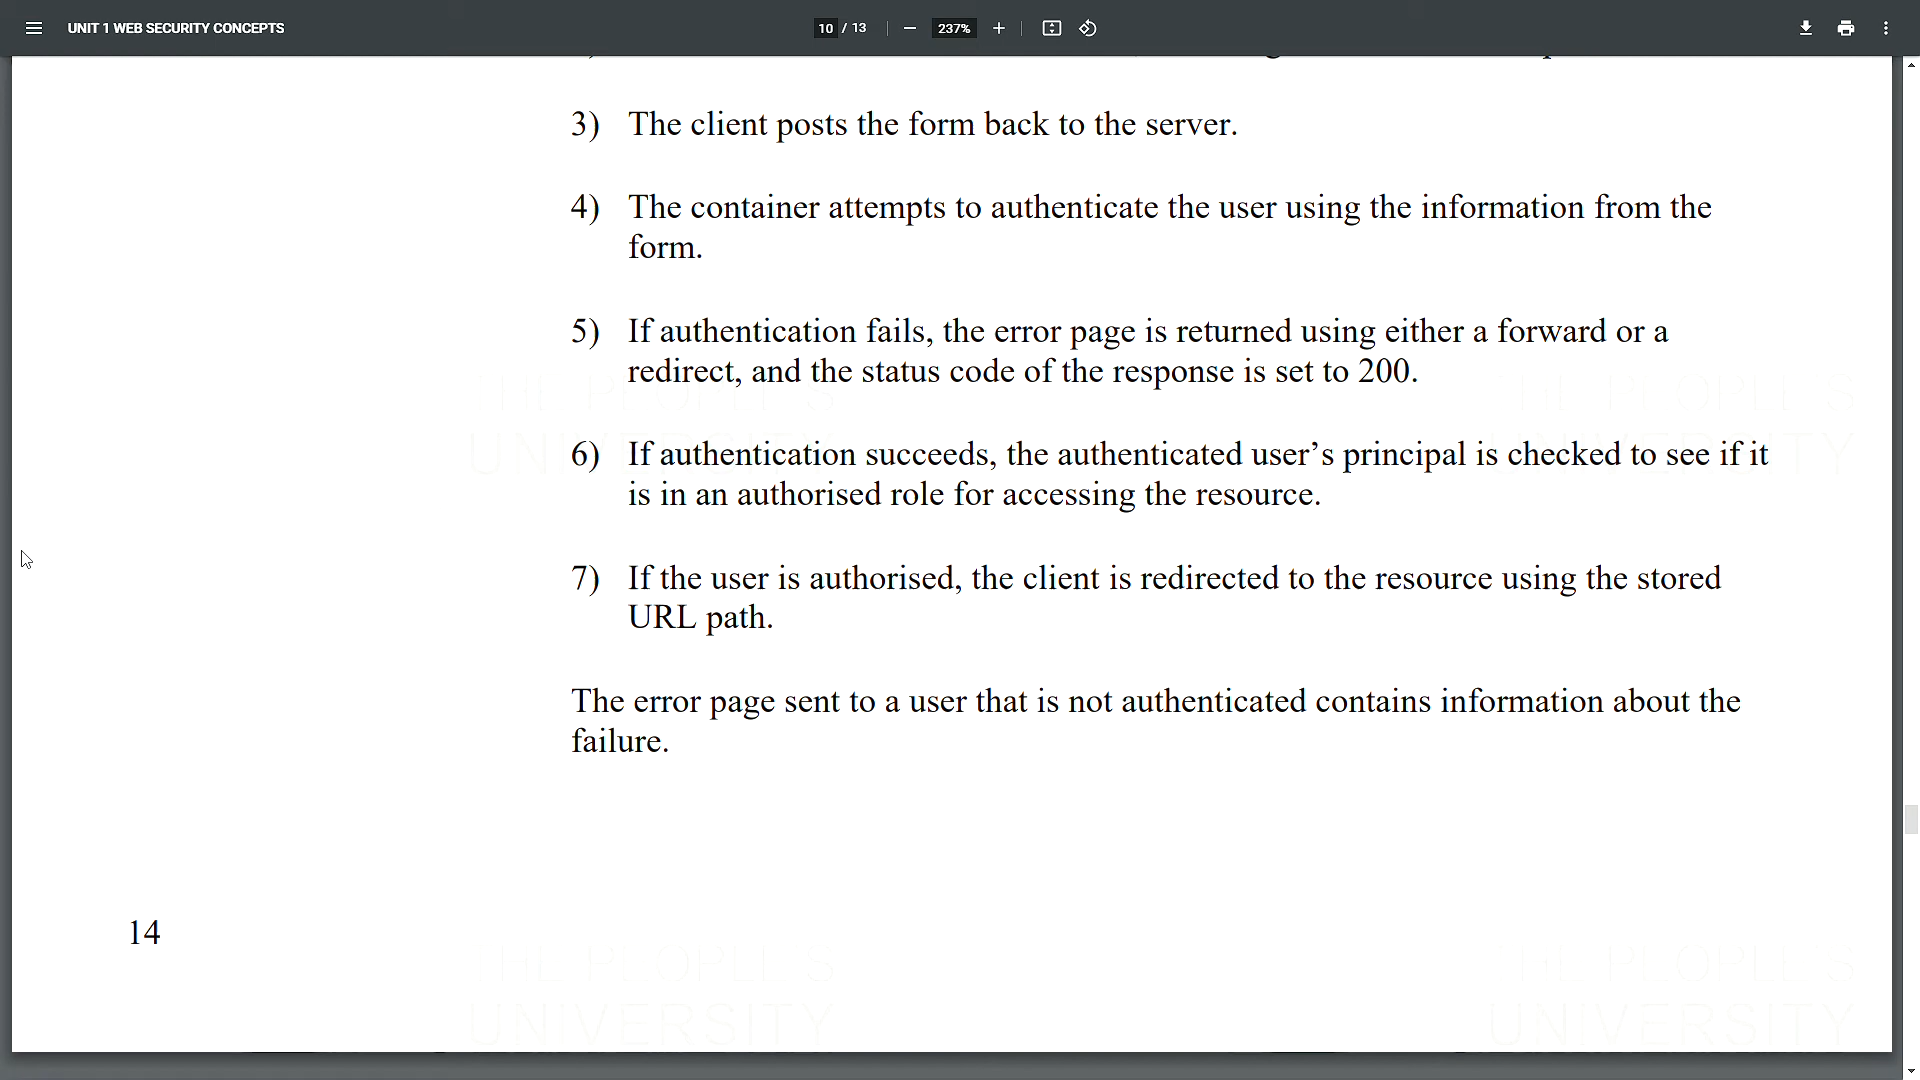 UNIT 1 WEB SECURITY CONCEPTS
10 / 13
237%
3) The client posts the form back to the server.
4) The container attempts to authenticate the user using the information from the
form.
5) If authentication fails, the error page is returned using either a forward or a
redirect, and the status code of the response is set to 200.
6) If authentication succeeds, the authenticated user’s principal is checked to see if it
is in an authorised role for accessing the resource.
7) If the user is authorised, the client is redirected to the resource using the stored
URL path.
The error page sent to a user that is not authenticated contains information about the
failure.
14
THE PEOPLE'S
UNIVERSITY
THE PEOPLE'S
UNIVERSITY